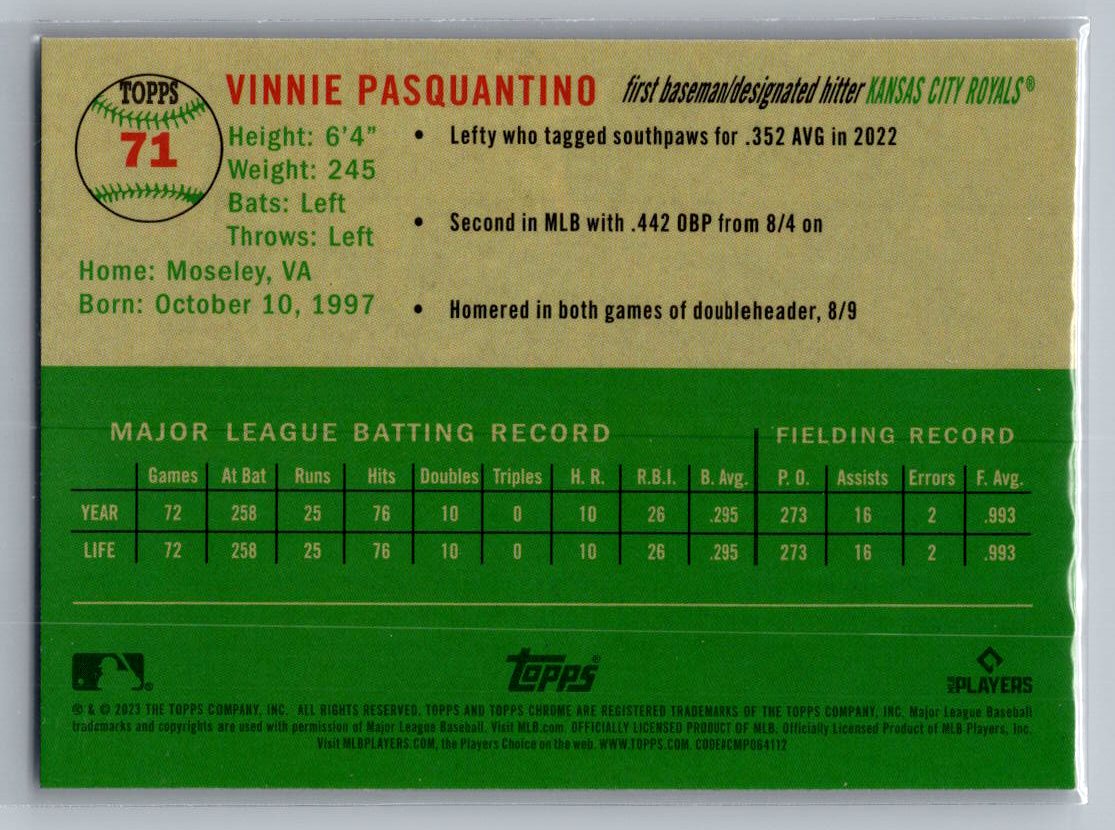 TOPPS
71
VINNIE PASQUANTINO first baseman/designated hitter KANSAS CITY ROYALS®
Height: 6'4"
Weight: 245
Bats: Left
Throws: Left
Home: Moseley, VA
Born: October 10, 1997
• Lefty who tagged southpaws for .352 AVG in 2022
• Second in MLB with .442 OBP from 8/4 on
• Homered in both games of doubleheader, 8/9
MAJOR LEAGUE BATTING RECORD FIELDING RECORD
Games At Bat Runs Hits Doubles Triples H. R. R.B.I. B. Avg. P. O. Assists Errors F. Avg.
YEAR 72 258 25 76 10 0 10 26 .295 273 16 2 .993
LIFE 72 258 25 76 10 0 10 26 .295 273 16 2 .993
topps®
MLB PLAYERS
® & © 2023 THE TOPPS COMPANY, INC. ALL RIGHTS RESERVED. TOPPS AND TOPPS CHROME ARE REGISTERED TRADEMARKS OF THE TOPPS COMPANY, INC. Major League Baseball
trademarks and copyrights are used with permission of Major League Baseball. Visit MLB.com. OFFICIALLY LICENSED PRODUCT OF MLB. Officially Licensed Product of MLB Players, Inc.
Visit MLBPLAYERS.COM, the Players Choice on the web. WWW.TOPPS.COM. CODE#CMP064112